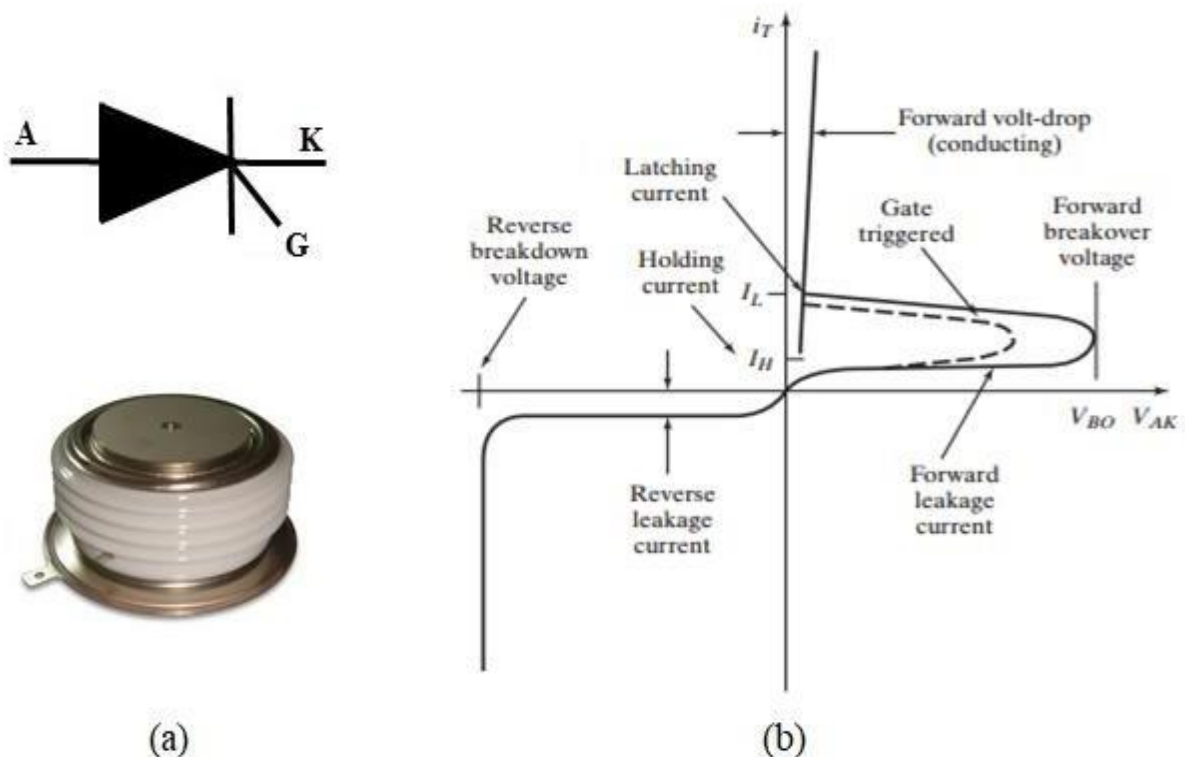 A
K
G
(a)
i_T
Forward volt-drop
(conducting)
Latching
current
Gate
triggered
Forward
breakover
voltage
Reverse
breakdown
voltage
Holding
current
I_L
I_H
V_BO V_AK
Reverse
leakage
current
Forward
leakage
current
(b)